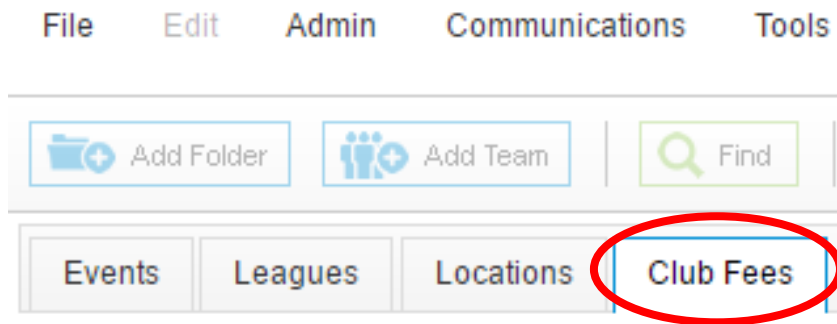 File Edit Admin Communications Tools
Add Folder Add Team Find
Events Leagues Locations Club Fees